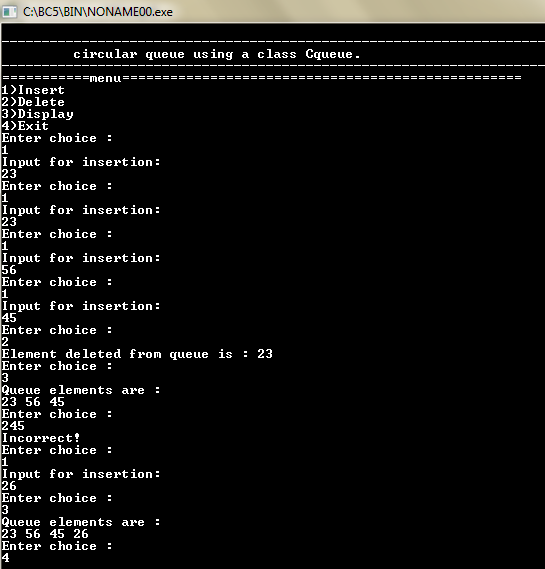 C:\BC5\BIN\NONAME00.exe
--------------------------------------------------------------------
circular queue using a class Cqueue.
--------------------------------------------------------------------
===========menu==================================================
1)Insert
2)Delete
3)Display
4)Exit
Enter choice :
1
Input for insertion:
23
Enter choice :
1
Input for insertion:
23
Enter choice :
1
Input for insertion:
56
Enter choice :
1
Input for insertion:
45
Enter choice :
2
Element deleted from queue is : 23
Enter choice :
3
Queue elements are :
23 56 45
Enter choice :
245
Incorrect!
Enter choice :
1
Input for insertion:
26
Enter choice :
3
Queue elements are :
23 56 45 26
Enter choice :
4